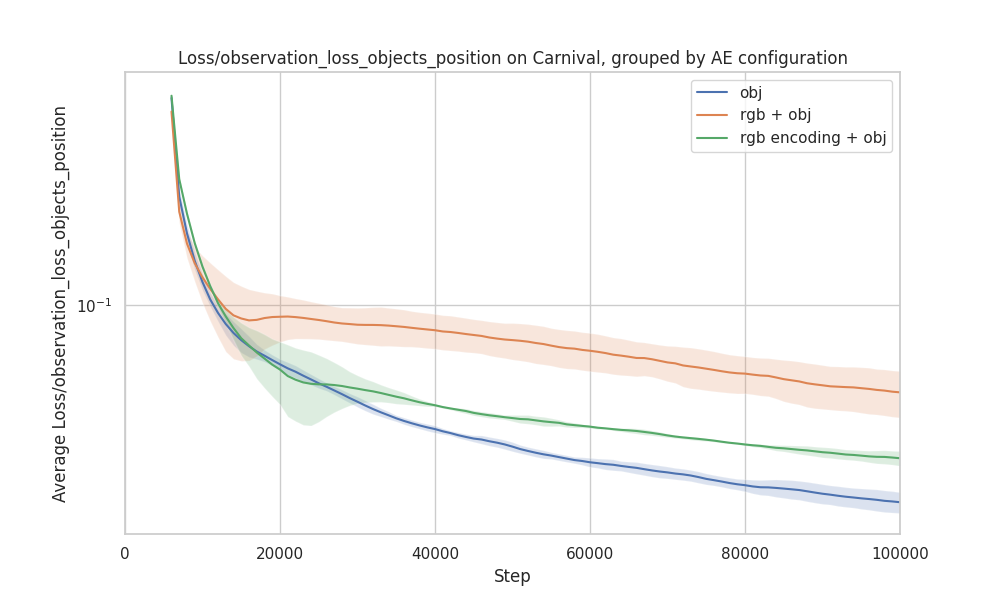 Loss/observation_loss_objects_position on Carnival, grouped by AE configuration
obj
rgb + obj
rgb encoding + obj
Average Loss/observation_loss_objects_position
10⁻¹
0 20000 40000 60000 80000 100000
Step